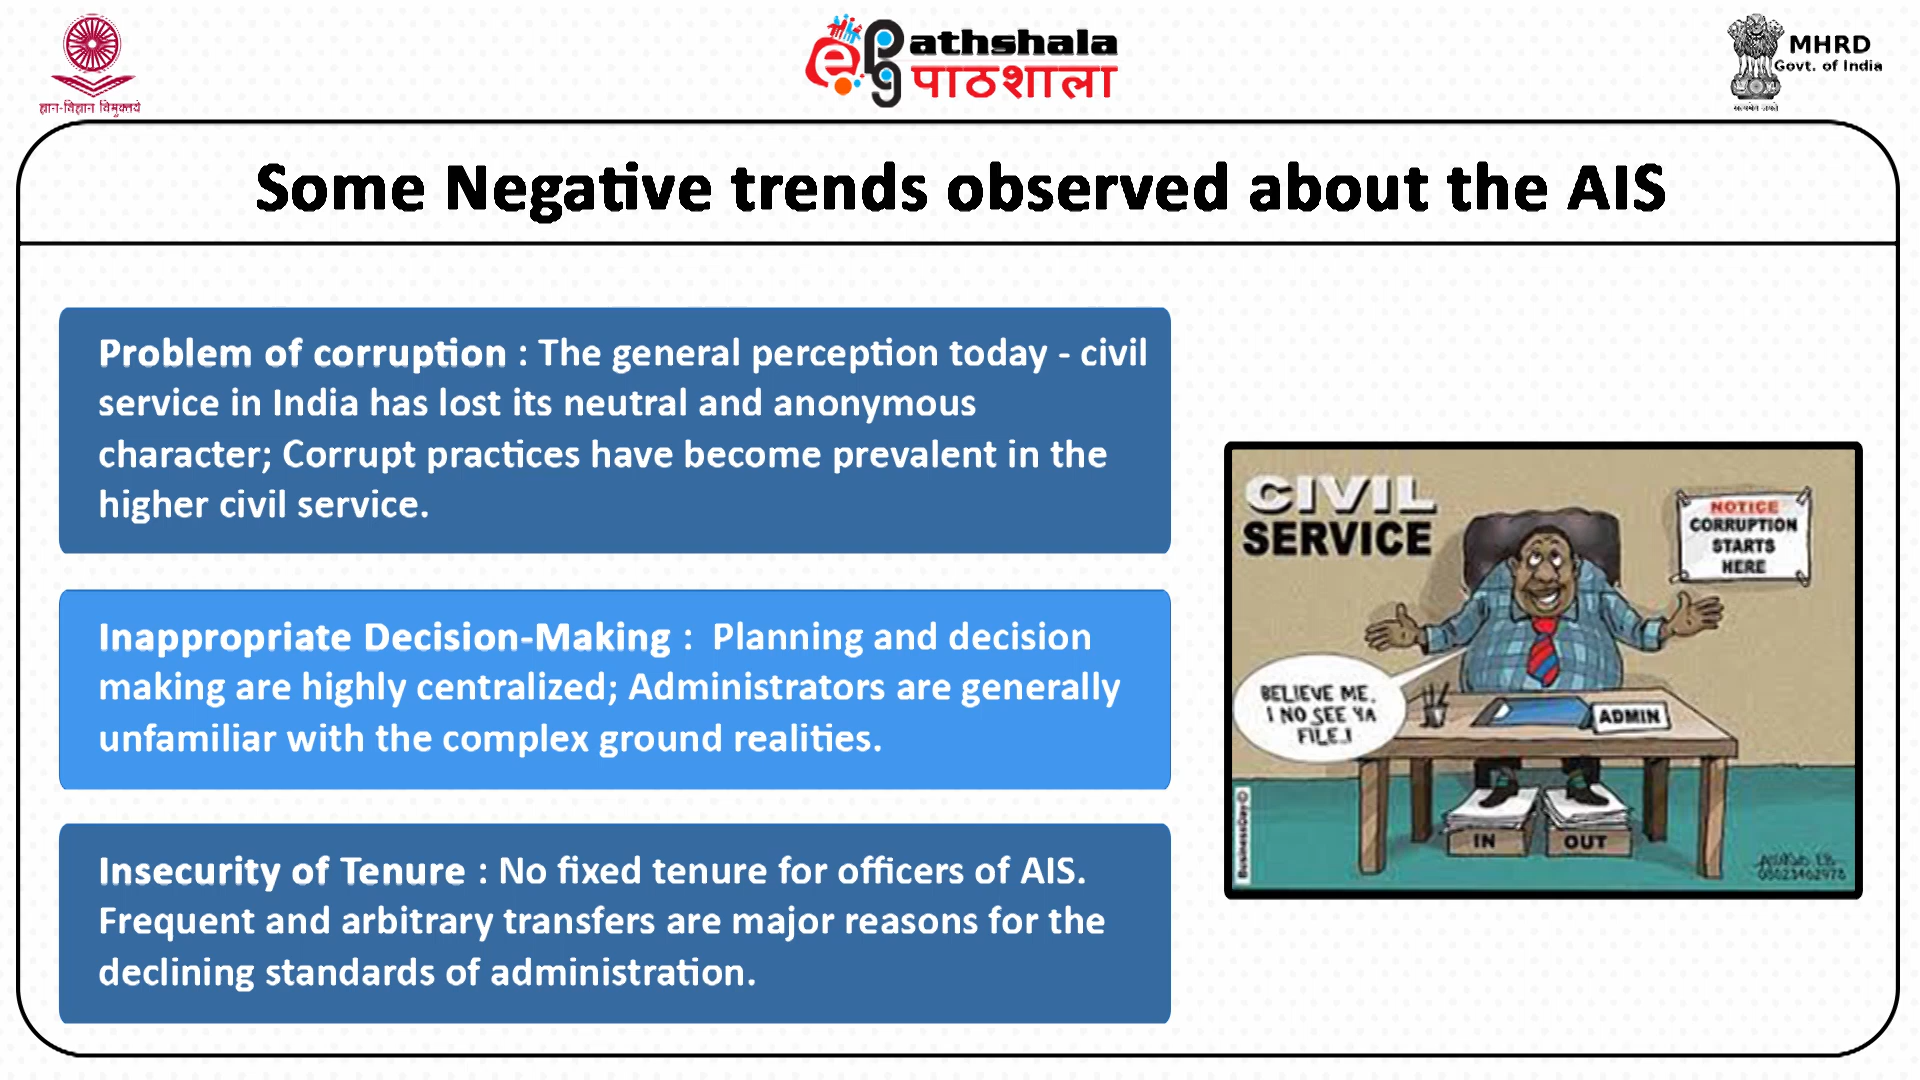 ज्ञान-विज्ञान विमुक्तये
epg athshala
पाठशाला
MHRD
Govt. of India
सत्यमेव जयते
Some Negative trends observed about the AIS
Problem of corruption : The general perception today - civil
service in India has lost its neutral and anonymous
character; Corrupt practices have become prevalent in the
higher civil service.
Inappropriate Decision-Making :  Planning and decision
making are highly centralized; Administrators are generally
unfamiliar with the complex ground realities.
Insecurity of Tenure : No fixed tenure for officers of AIS.
Frequent and arbitrary transfers are major reasons for the
declining standards of administration.
CIVIL
SERVICE
NOTICE
CORRUPTION
STARTS
HERE
BELIEVE ME,
I NO SEE YA
FILE..!
ADMIN
IN
OUT
BusinessDay©